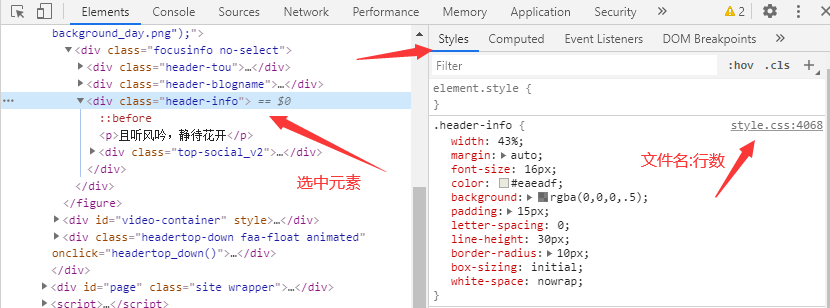 Elements Console Sources Network Performance Memory Security » 2
background_day.png");">
▼<div class="focusinfo no-select">
▶<div class="header-tou">…</div>
▶<div class="header-blogname">…</div>
▼<div class="header-info"> == $0
::before
<p>且听风吟，静待花开</p>
▶<div class="top-social_v2">…</div>
</div>
</div>
</figure>
▶<div id="video-container" style>…</div>
▶<div class="headertop-down faa-float animated"
onclick="headertop_down()">…</div>
</div>
▶<div id="page" class="site wrapper">…</div>
▶<script>…</script>
选中元素
Styles Computed Event Listeners DOM Breakpoints »
Filter :hov .cls +
element.style {
}
.header-info { style.css:4068
width: 43%;
margin:▶ auto;
font-size: 16px;
color: #eaeadf;
background:▶ rgba(0,0,0,.5);
padding:▶ 15px;
letter-spacing: 0;
line-height: 30px;
border-radius:▶ 10px;
box-sizing: initial;
white-space: nowrap;
}
文件名:行数